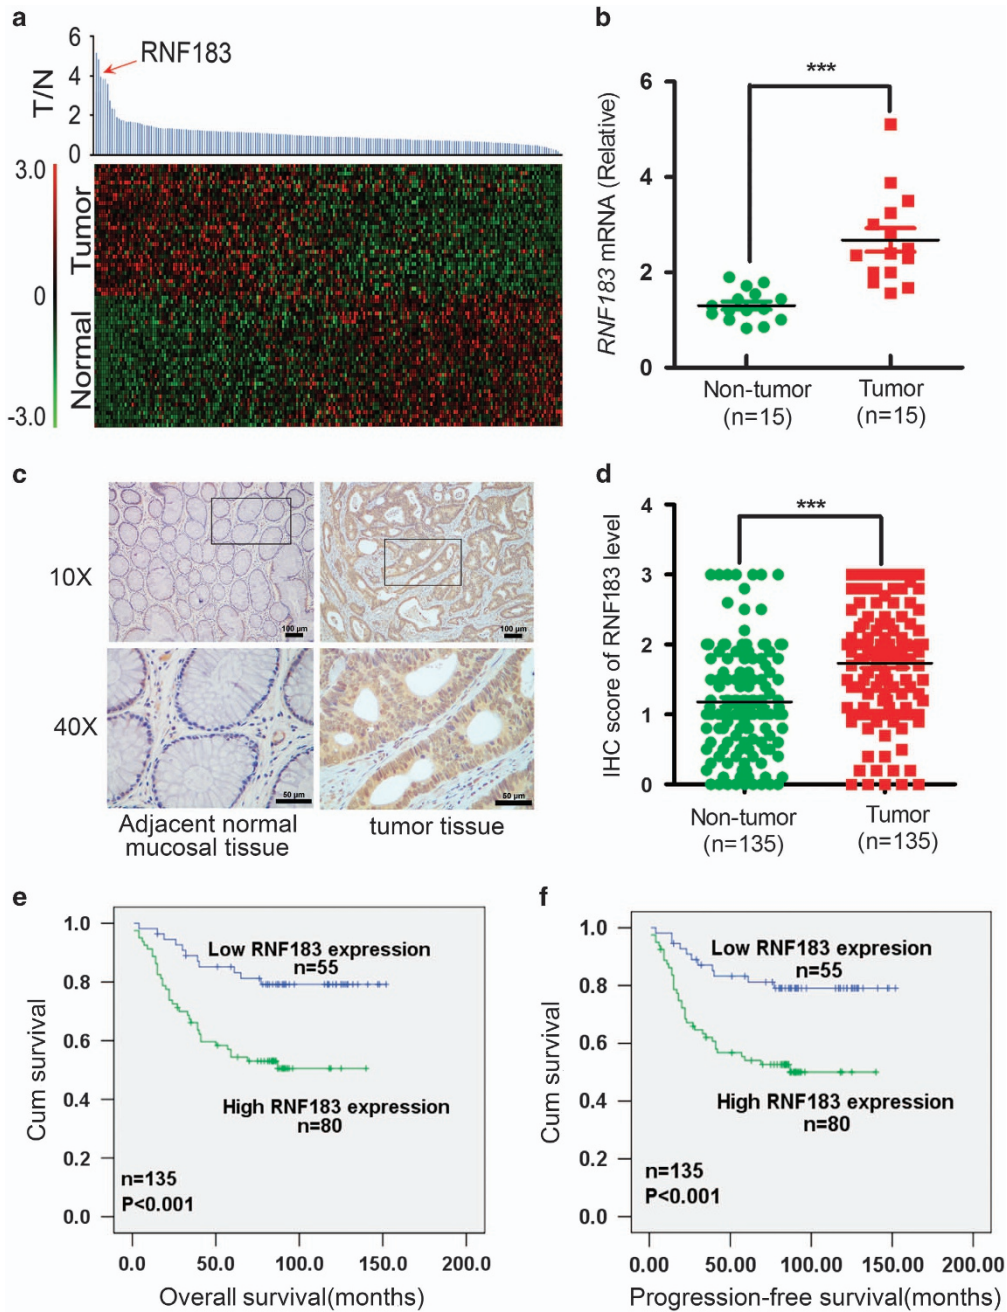 a
6
4
2
0
T/N
RNF183
3.0
0
-3.0
Tumor
Normal
b
***
6
4
2
0
RNF183 mRNA (Relative)
Non-tumor
(n=15)
Tumor
(n=15)
c
10X
40X
100 μm
100 μm
50 μm
50 μm
Adjacent normal
mucosal tissue
tumor tissue
d
***
4
3
2
1
0
IHC score of RNF183 level
Non-tumor
(n=135)
Tumor
(n=135)
e
1.0
0.8
0.6
0.4
0.2
0.0
Cum survival
Low RNF183 expression
n=55
High RNF183 expression
n=80
n=135
P<0.001
0.0 50.0 100.0 150.0 200.0
Overall survival(months)
f
1.0
0.8
0.6
0.4
0.2
0.0
Cum survival
Low RNF183 expression
n=55
High RNF183 expression
n=80
n=135
P<0.001
0.00 50.00 100.00 150.00 200.00
Progression-free survival(months)